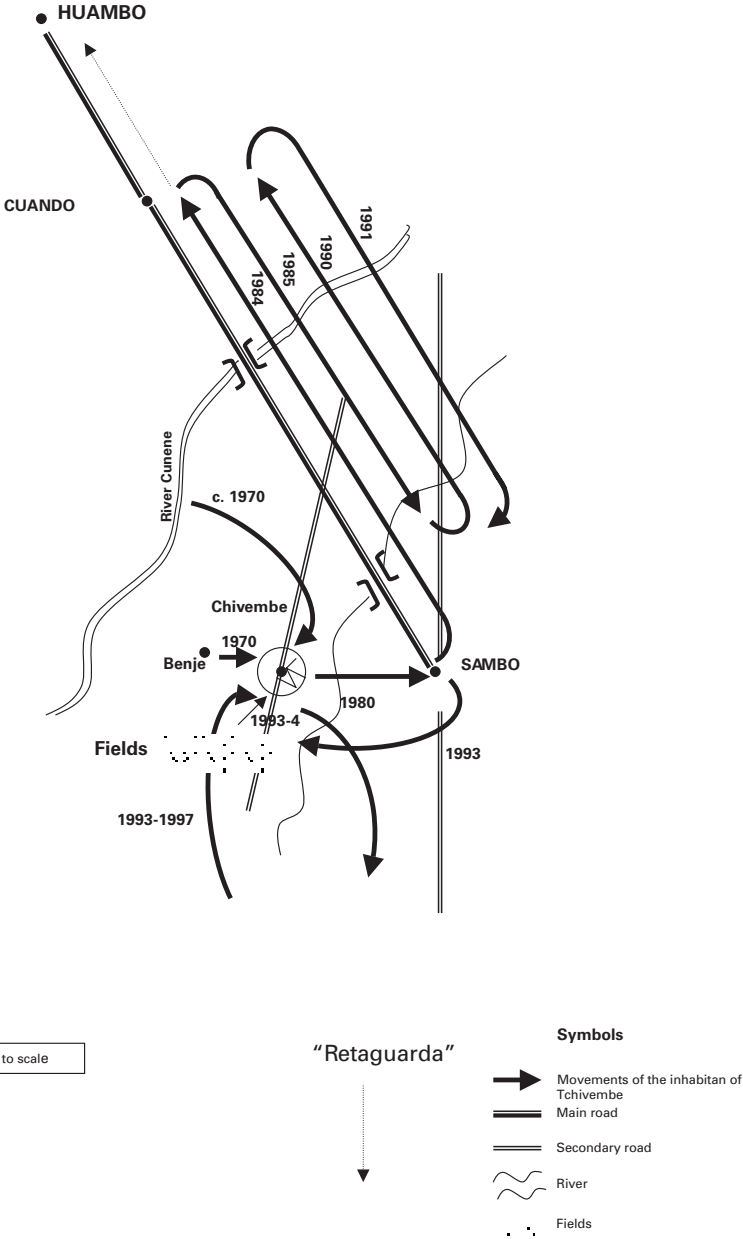 HUAMBO
CUANDO
1991
1990
1985
1984
River Cunene
c. 1970
Chivembe
1970
Benje
SAMBO
1980
1993-4
Fields
1993
1993-1997
to scale
“Retaguarda”
Symbols
Movements of the inhabitan of
Tchivembe
Main road
Secondary road
River
Fields